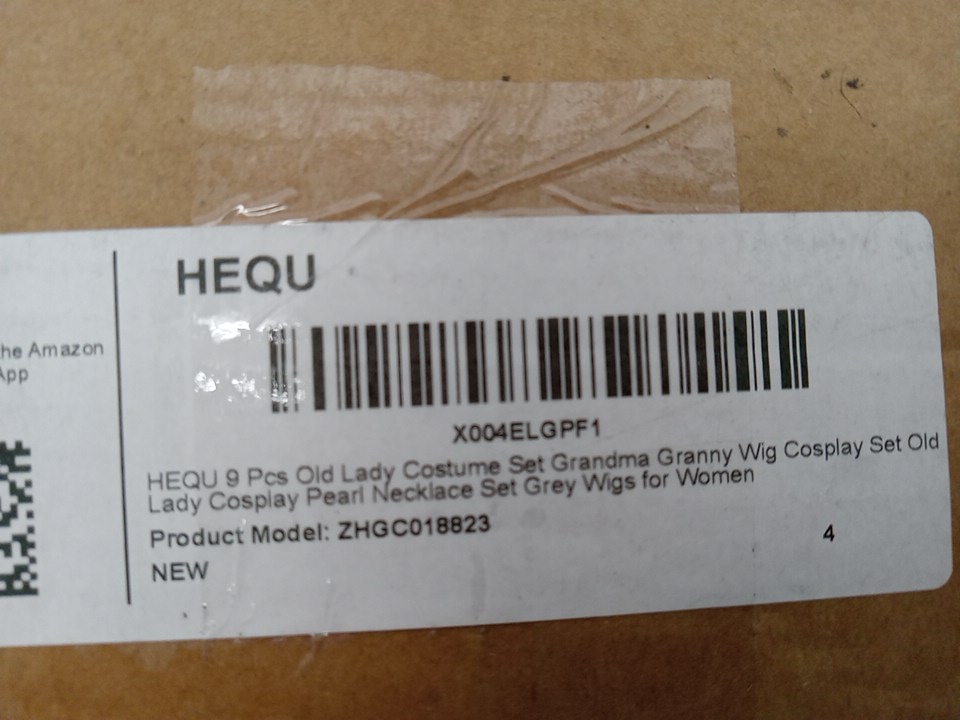 HEQU
he Amazon
App
X004ELGPF1
HEQU 9 Pcs Old Lady Costume Set Grandma Granny Wig Cosplay Set Old
Lady Cosplay Pearl Necklace Set Grey Wigs for Women
Product Model: ZHGC018823
4
NEW